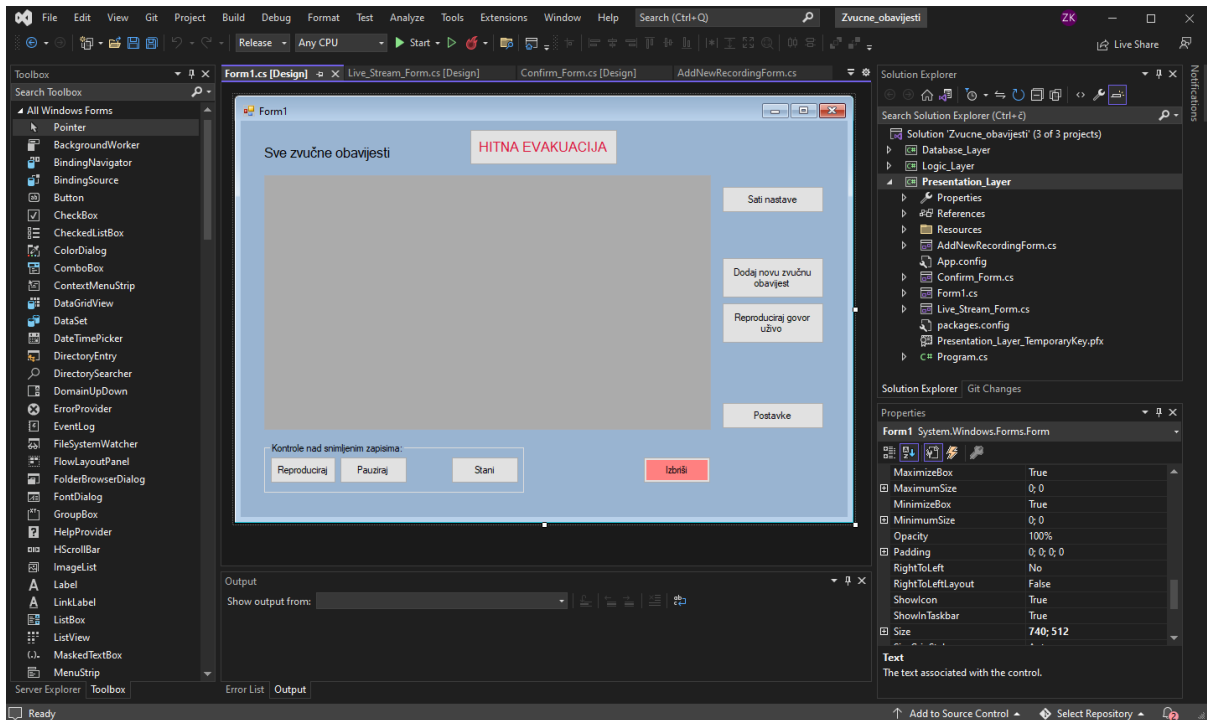 File Edit View Git Project Build Debug Format Test Analyze Tools Extensions Window Help Search (Ctrl+Q) Zvucne_obavijesti ZK
Release Any CPU Start Live Share
Toolbox
Search Toolbox
All Windows Forms
Pointer
BackgroundWorker
BindingNavigator
BindingSource
Button
CheckBox
CheckedListBox
ColorDialog
ComboBox
ContextMenuStrip
DataGridView
DataSet
DateTimePicker
DirectoryEntry
DirectorySearcher
DomainUpDown
ErrorProvider
EventLog
FileSystemWatcher
FlowLayoutPanel
FolderBrowserDialog
FontDialog
GroupBox
HelpProvider
HScrollBar
ImageList
Label
LinkLabel
ListBox
ListView
MaskedTextBox
MenuStrip
Server Explorer Toolbox
Form1.cs [Design] Live_Stream_Form.cs [Design] Confirm_Form.cs [Design] AddNewRecordingForm.cs
Form1
Sve zvučne obavijesti
HITNA EVAKUACIJA
Sati nastave
Dodaj novu zvučnu
obavijest
Reproduciraj govor
uživo
Postavke
Kontrole nad snimljenim zapisima:
Reproduciraj Pauziraj Stani Izbriši
Output
Show output from:
Error List Output
Solution Explorer
Search Solution Explorer (Ctrl+č)
Solution 'Zvucne_obavijesti' (3 of 3 projects)
Database_Layer
Logic_Layer
Presentation_Layer
Properties
References
Resources
AddNewRecordingForm.cs
App.config
Confirm_Form.cs
Form1.cs
Live_Stream_Form.cs
packages.config
Presentation_Layer_TemporaryKey.pfx
C# Program.cs
Solution Explorer Git Changes
Properties
Form1 System.Windows.Forms.Form
MaximizeBox True
MaximumSize 0; 0
MinimizeBox True
MinimumSize 0; 0
Opacity 100%
Padding 0; 0; 0; 0
RightToLeft No
RightToLeftLayout False
ShowIcon True
ShowInTaskbar True
Size 740; 512
Text
The text associated with the control.
Notifications
Ready Add to Source Control Select Repository 2